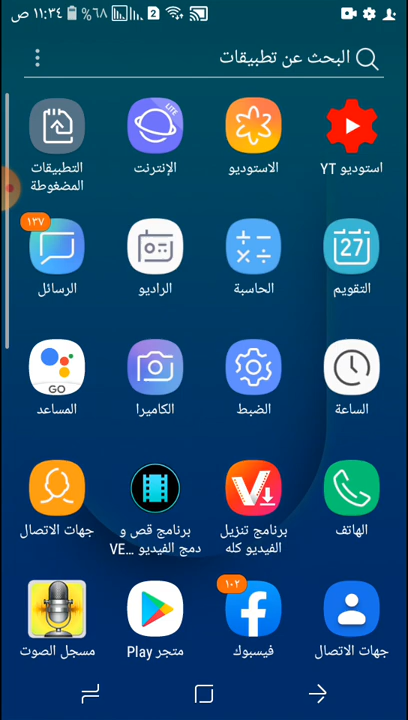 ١١:٣٤ ص
٦٨%
2
البحث عن تطبيقات
استوديو YT
الاستوديو
الإنترنت
LITE
التطبيقات
المضغوطة
27
التقويم
الحاسبة
الراديو
١٣٧
الرسائل
الساعة
الضبط
الكاميرا
GO
المساعد
الهاتف
برنامج تنزيل
الفيديو كله
برنامج قص و
دمج الفيديو VE...
جهات الاتصال
جهات الاتصال
١٠٢
فيسبوك
متجر Play
مسجل الصوت